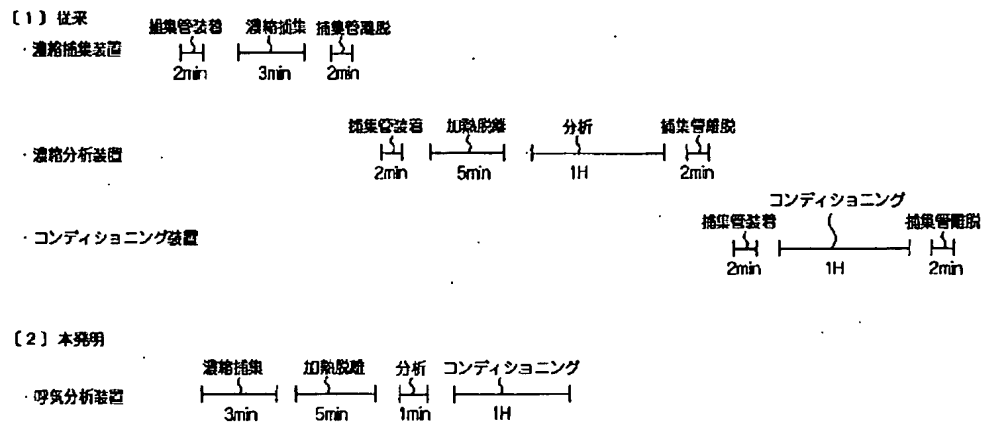 〔1〕従来
捕集管装着 濃縮捕集 捕集管離脱
・濃縮捕集装置
2min 3min 2min
捕集管装着 加熱脱離 分析 捕集管離脱
・濃縮分析装置
2min 5min 1H 2min
コンディショニング
捕集管装着 捕集管離脱
・コンディショニング装置
2min 1H 2min
〔2〕本発明
濃縮捕集 加熱脱離 分析 コンディショニング
・呼気分析装置
3min 5min 1min 1H